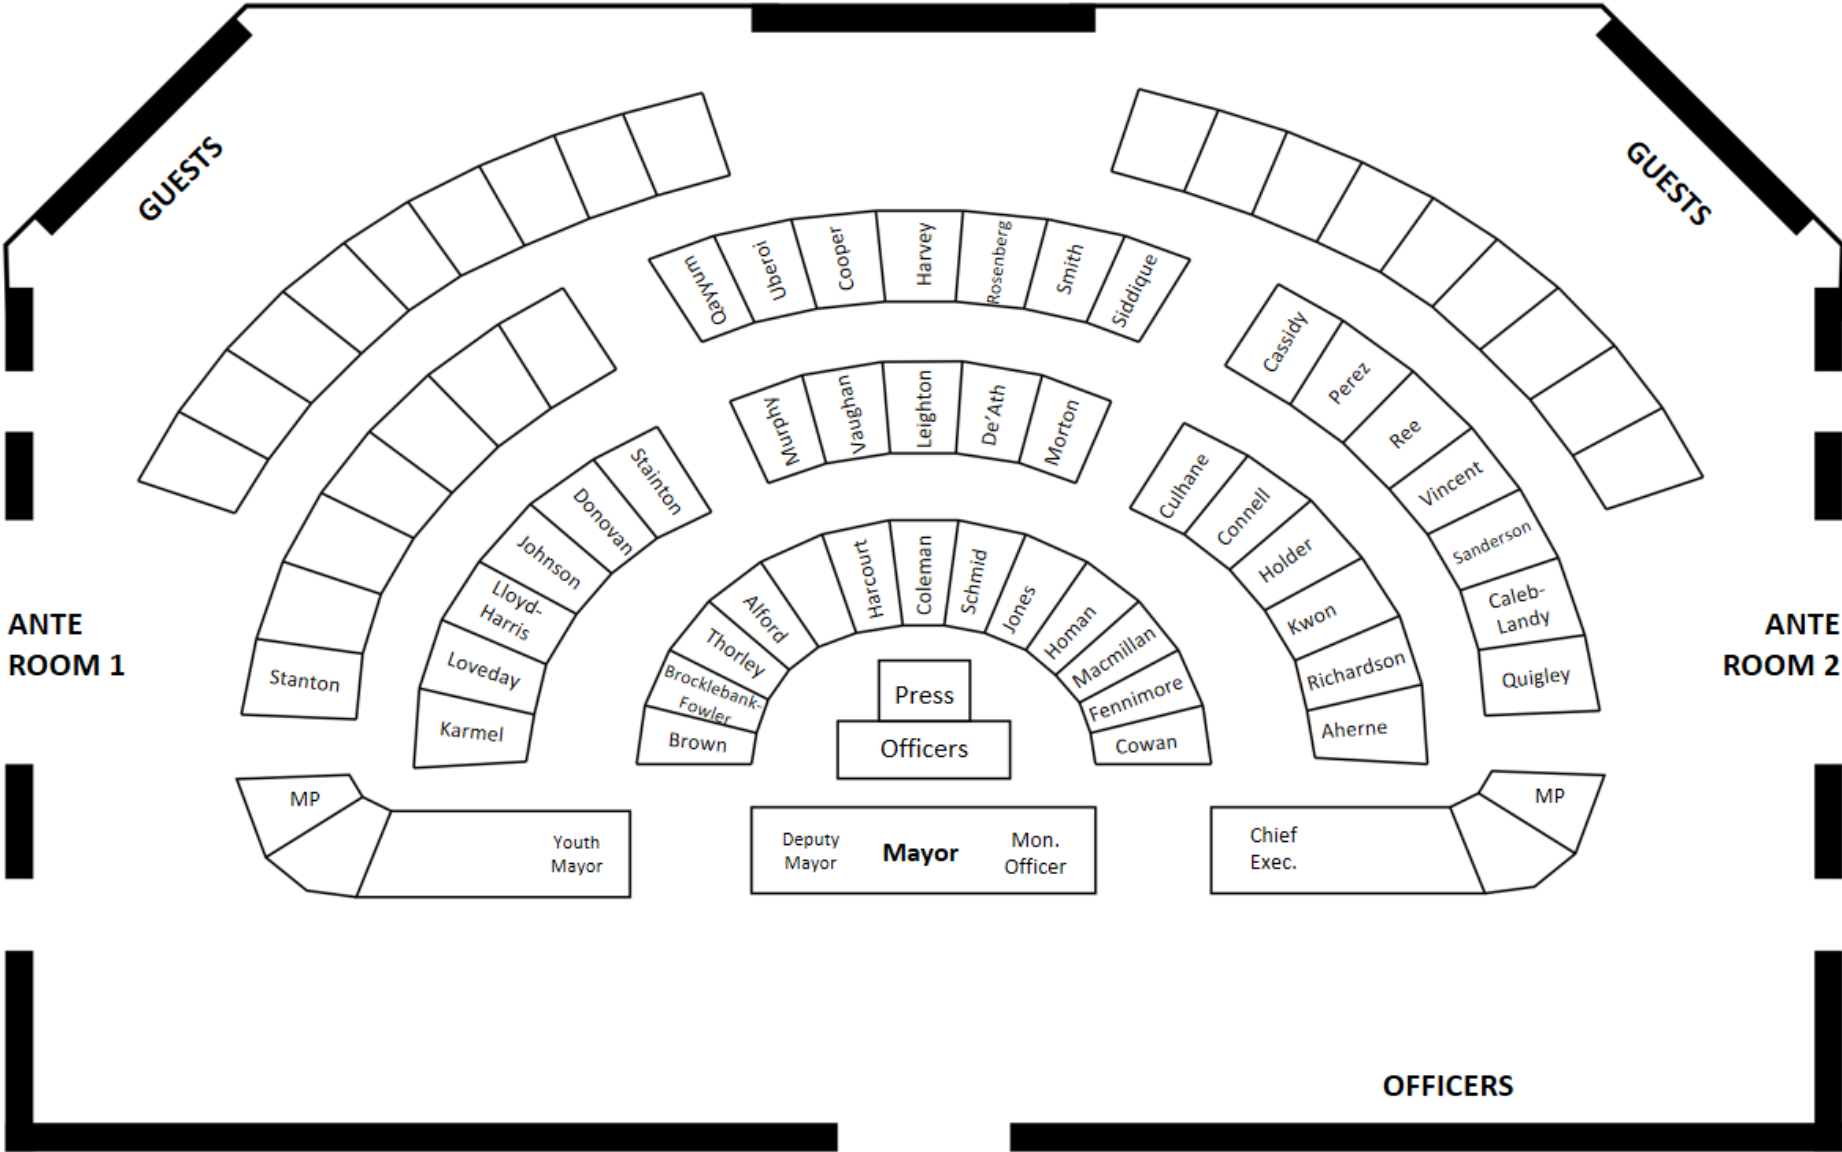 GUESTS
GUESTS
Qayyum
Uberoi
Cooper
Harvey
Rosenberg
Smith
Siddique
Cassidy
Perez
Ree
Vincent
Sanderson
Caleb-
Landy
Quigley
Murphy
Vaughan
Leighton
De'Ath
Morton
Stainton
Donovan
Johnson
Lloyd-
Harris
Loveday
Karmel
Stanton
Culhane
Connell
Holder
Kwon
Richardson
Aherne
Harcourt
Coleman
Schmid
Jones
Homan
Macmillan
Fennimore
Cowan
Alford
Thorley
Brocklebank-
Fowler
Brown
ANTE
ROOM 1
ANTE
ROOM 2
Press
Officers
MP
Youth
Mayor
Deputy
Mayor
Mayor
Mon.
Officer
Chief
Exec.
MP
OFFICERS